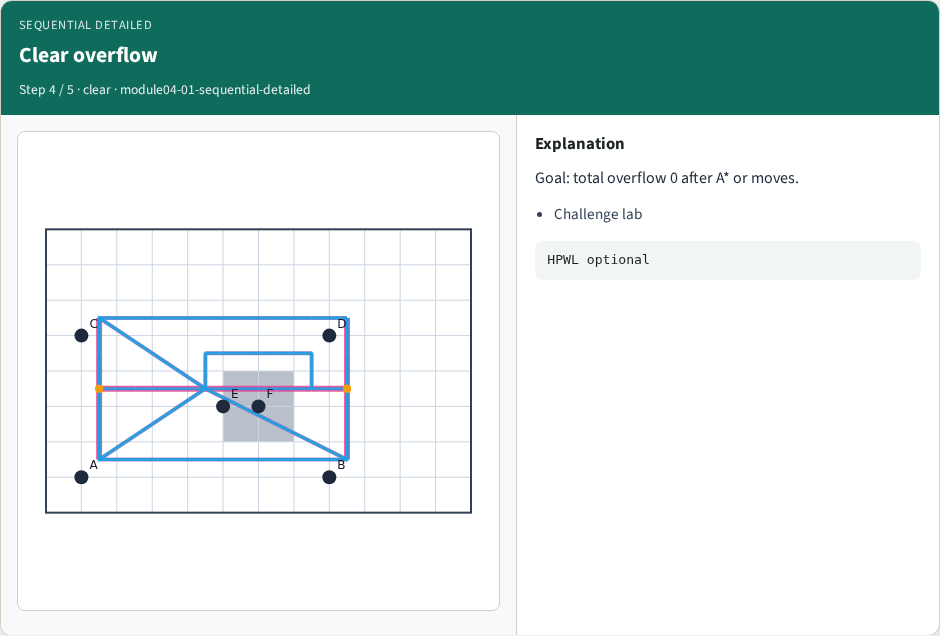 SEQUENTIAL DETAILED
Clear overflow
Step 4 / 5 · clear · module04-01-sequential-detailed
C
D
E
F
A
B
Explanation
Goal: total overflow 0 after A* or moves.
• Challenge lab
HPWL optional